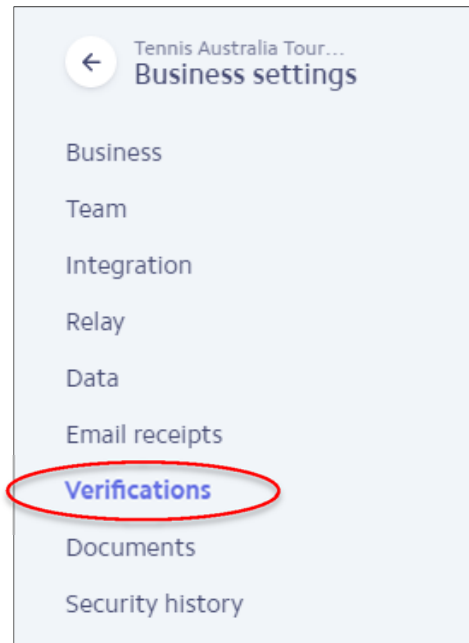 Tennis Australia Tour...
Business settings
Business
Team
Integration
Relay
Data
Email receipts
Verifications
Documents
Security history